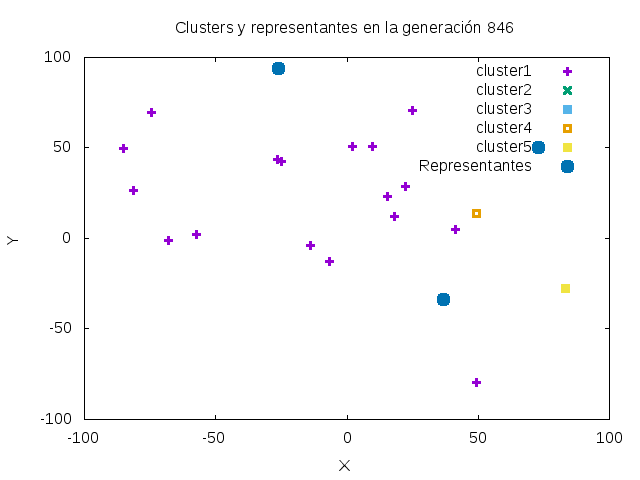 Clusters y representantes en la generación 846
100
50
0
-50
-100
Y
-100
-50
0
50
100
X
cluster1
cluster2
cluster3
cluster4
cluster5
Representantes